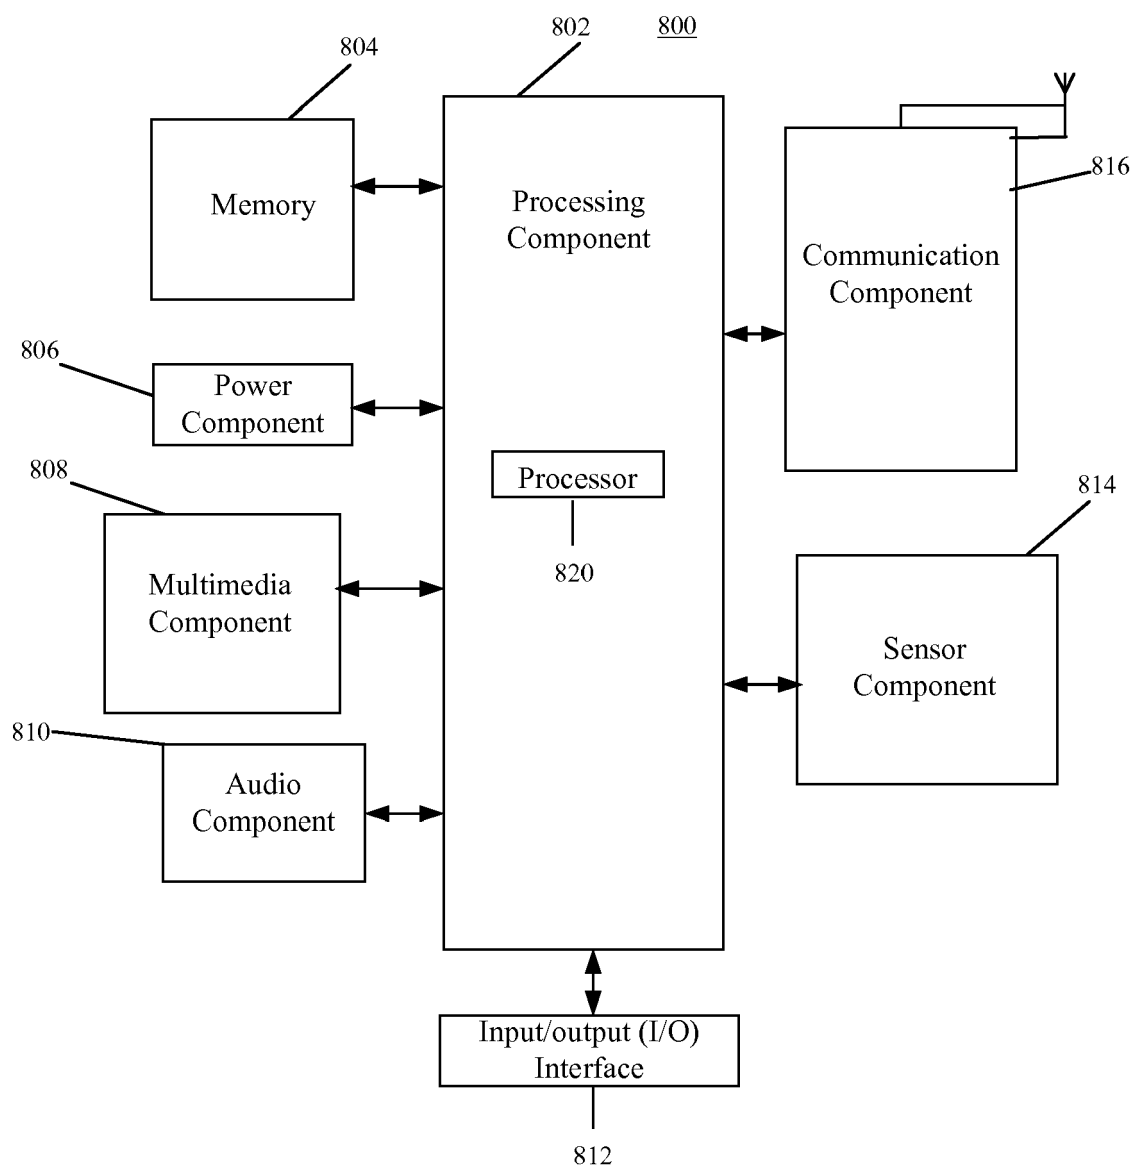 802
800
804
Memory
Processing
Component
816
Communication
Component
806
Power
Component
808
Processor
820
814
Multimedia
Component
Sensor
Component
810
Audio
Component
Input/output (I/O)
Interface
812